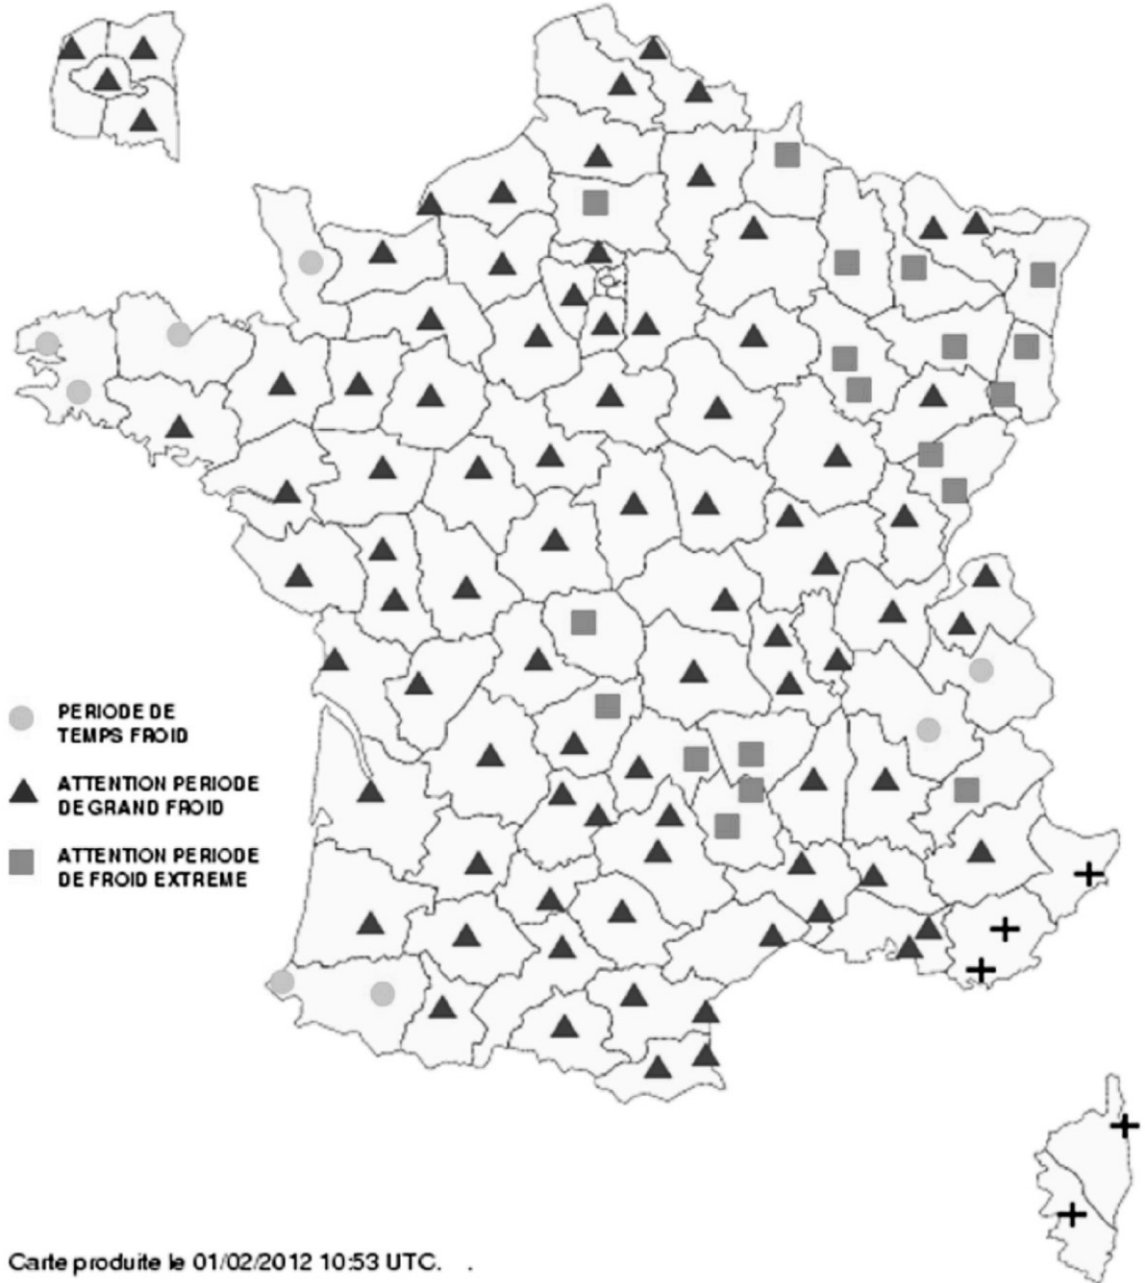 PERIODE DE
TEMPS FROID
ATTENTION PERIODE
DE GRAND FROID
ATTENTION PERIODE
DE FROID EXTREME
Carte produite le 01/02/2012 10:53 UTC. .